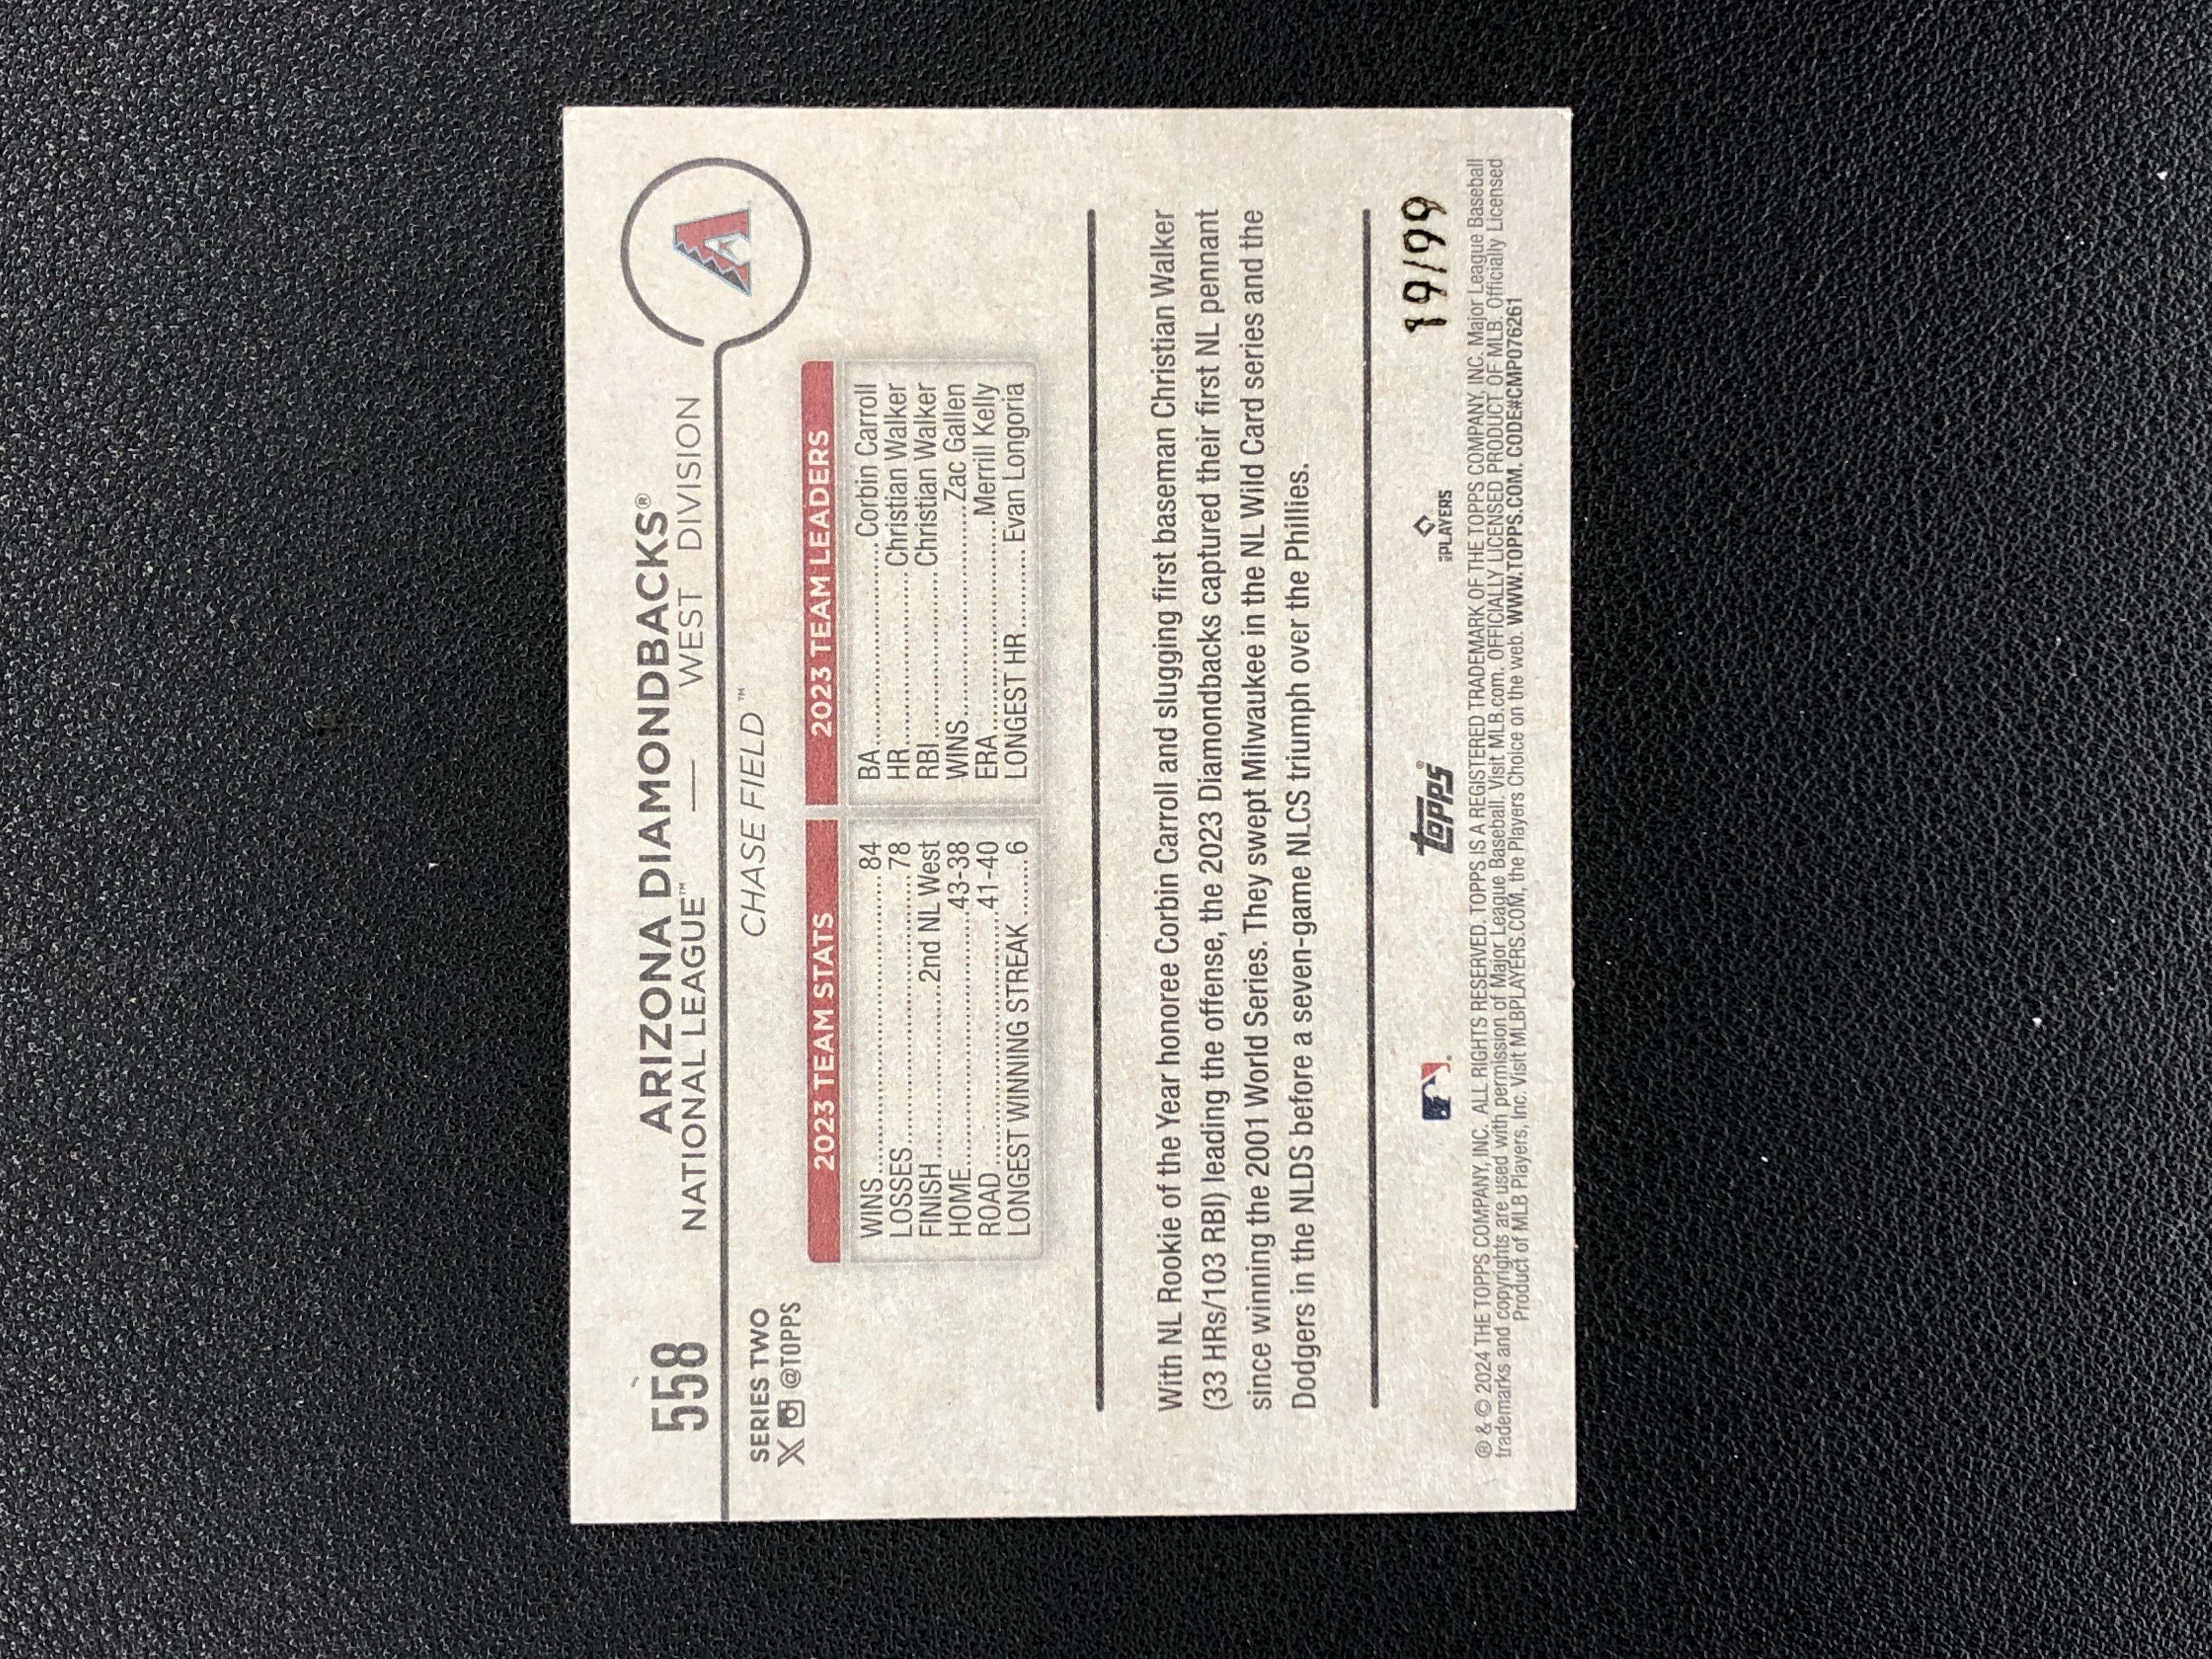 558
ARIZONA DIAMONDBACKS®
NATIONAL LEAGUE™ — WEST DIVISION
SERIES TWO
@TOPPS
CHASE FIELD™
2023 TEAM STATS
WINS 84
LOSSES 78
FINISH 2nd NL West
HOME 43-38
ROAD 41-40
LONGEST WINNING STREAK 6
2023 TEAM LEADERS
BA Corbin Carroll
HR Christian Walker
RBI Christian Walker
WINS Zac Gallen
ERA Merrill Kelly
LONGEST HR Evan Longoria
With NL Rookie of the Year honoree Corbin Carroll and slugging first baseman Christian Walker
(33 HRs/103 RBI) leading the offense, the 2023 Diamondbacks captured their first NL pennant
since winning the 2001 World Series. They swept Milwaukee in the NL Wild Card series and the
Dodgers in the NLDS before a seven-game NLCS triumph over the Phillies.
topps®
PLAYERS
19/99
® & © 2024 THE TOPPS COMPANY, INC. ALL RIGHTS RESERVED. TOPPS IS A REGISTERED TRADEMARK OF THE TOPPS COMPANY, INC. Major League Baseball
trademarks and copyrights are used with permission of Major League Baseball. Visit MLB.com. OFFICIALLY LICENSED PRODUCT OF MLB. Officially Licensed
Product of MLB Players, Inc. Visit MLBPLAYERS.COM, the Players Choice on the web. WWW.TOPPS.COM. CODE#CMP076261